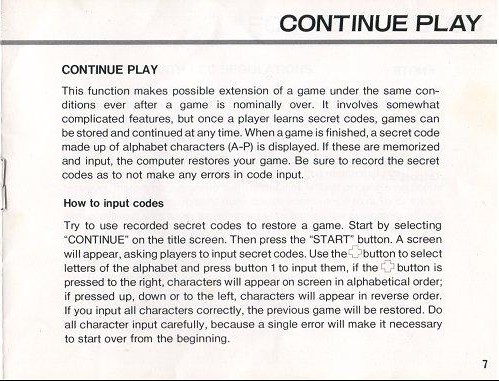 CONTINUE PLAY
CONTINUE PLAY
This function makes possible extension of a game under the same con-
ditions ever after a game is nominally over. It involves somewhat
complicated features, but once a player learns secret codes, games can
be stored and continued at any time. When a game is finished, a secret code
made up of alphabet characters (A-P) is displayed. If these are memorized
and input, the computer restores your game. Be sure to record the secret
codes as to not make any errors in code input.
How to input codes
Try to use recorded secret codes to restore a game. Start by selecting
"CONTINUE" on the title screen. Then press the "START" button. A screen
will appear, asking players to input secret codes. Use the button to select
letters of the alphabet and press button 1 to input them, if the button is
pressed to the right, characters will appear on screen in alphabetical order;
if pressed up, down or to the left, characters will appear in reverse order.
If you input all characters correctly, the previous game will be restored. Do
all character input carefully, because a single error will make it necessary
to start over from the beginning.
7